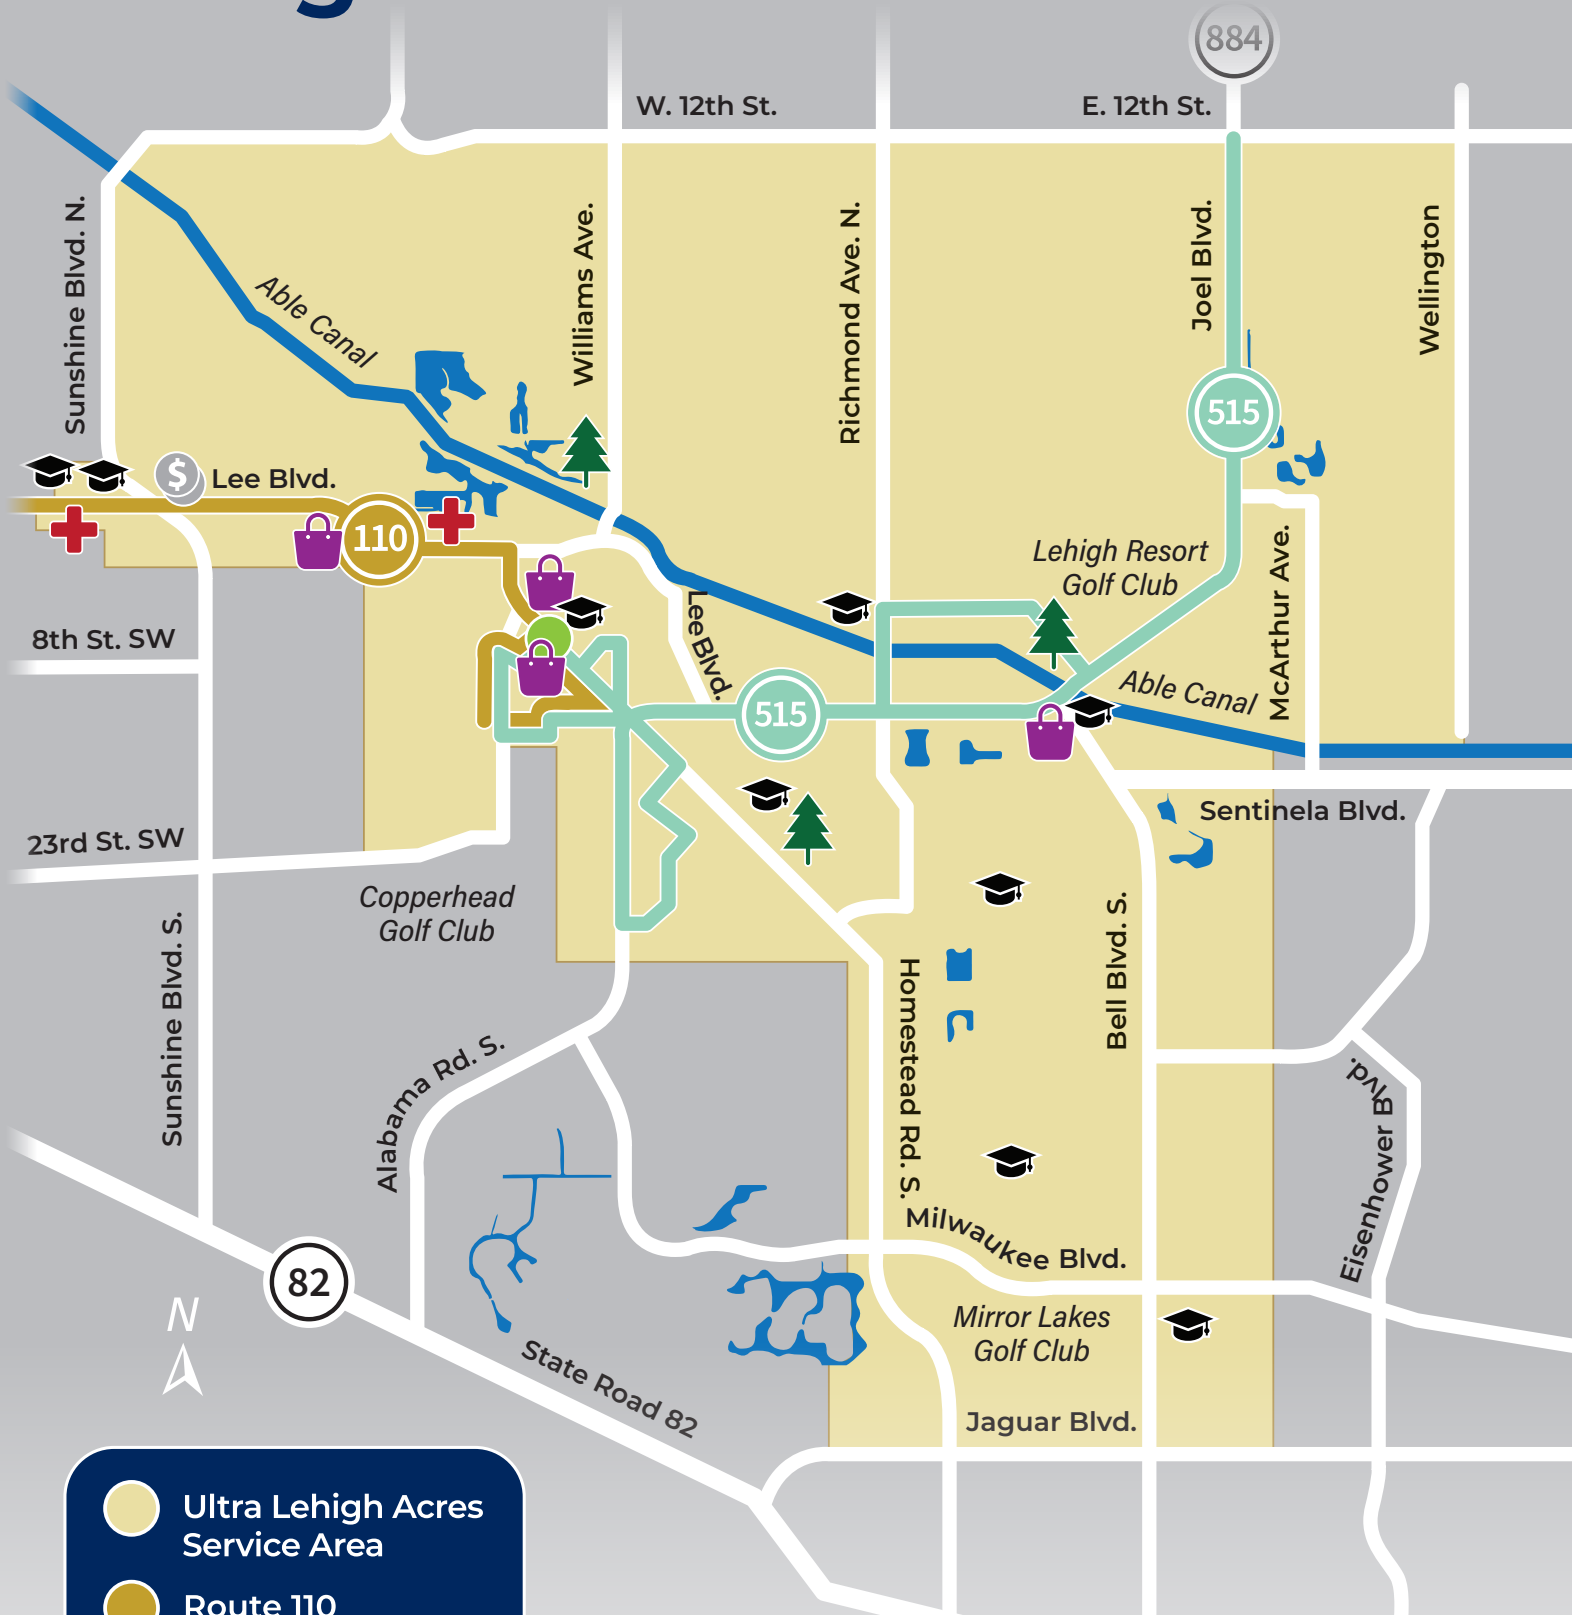 884
W. 12th St.
E. 12th St.
Sunshine Blvd. N.
Able Canal
Williams Ave.
Richmond Ave. N.
Joel Blvd.
Wellington
515
$
Lee Blvd.
110
Lehigh Resort
Golf Club
McArthur Ave.
8th St. SW
Lee Blvd.
515
Able Canal
Sentinela Blvd.
23rd St. SW
Copperhead
Golf Club
Sunshine Blvd. S.
Bell Blvd. S.
Homestead Rd. S.
Alabama Rd. S.
Eisenhower Blvd.
Milwaukee Blvd.
82
N
Mirror Lakes
Golf Club
State Road 82
Jaguar Blvd.
Ultra Lehigh Acres
Service Area
Route 110